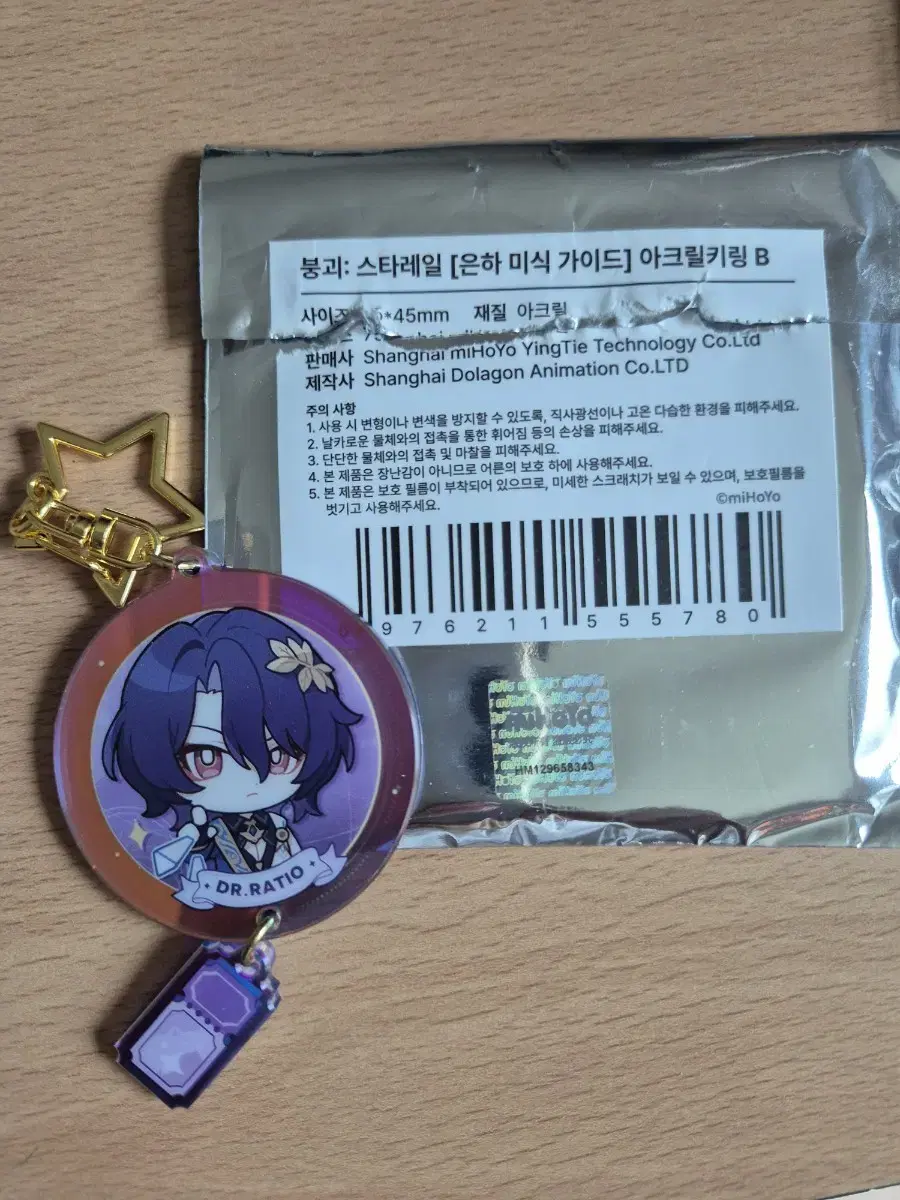 붕괴: 스타레일 [은하 미식 가이드] 아크릴키링 B
사이즈 *45mm 재질 아크릴
판매사 Shanghai miHoYo YingTie Technology Co.Ltd
제작사 Shanghai Dolagon Animation Co.LTD
주의 사항
1. 사용 시 변형이나 변색을 방지할 수 있도록, 직사광선이나 고온 다습한 환경을 피해주세요.
2. 날카로운 물체와의 접촉을 통한 휘어짐 등의 손상을 피해주세요.
3. 단단한 물체와의 접촉 및 마찰을 피해주세요.
4. 본 제품은 장난감이 아니므로 어른의 보호 하에 사용해주세요.
5. 본 제품은 보호 필름이 부착되어 있으므로, 미세한 스크래치가 보일 수 있으며, 보호필름을
벗기고 사용해주세요.
©miHoYo
976211 555780
miHoYo
HM129658343
DR.RATIO